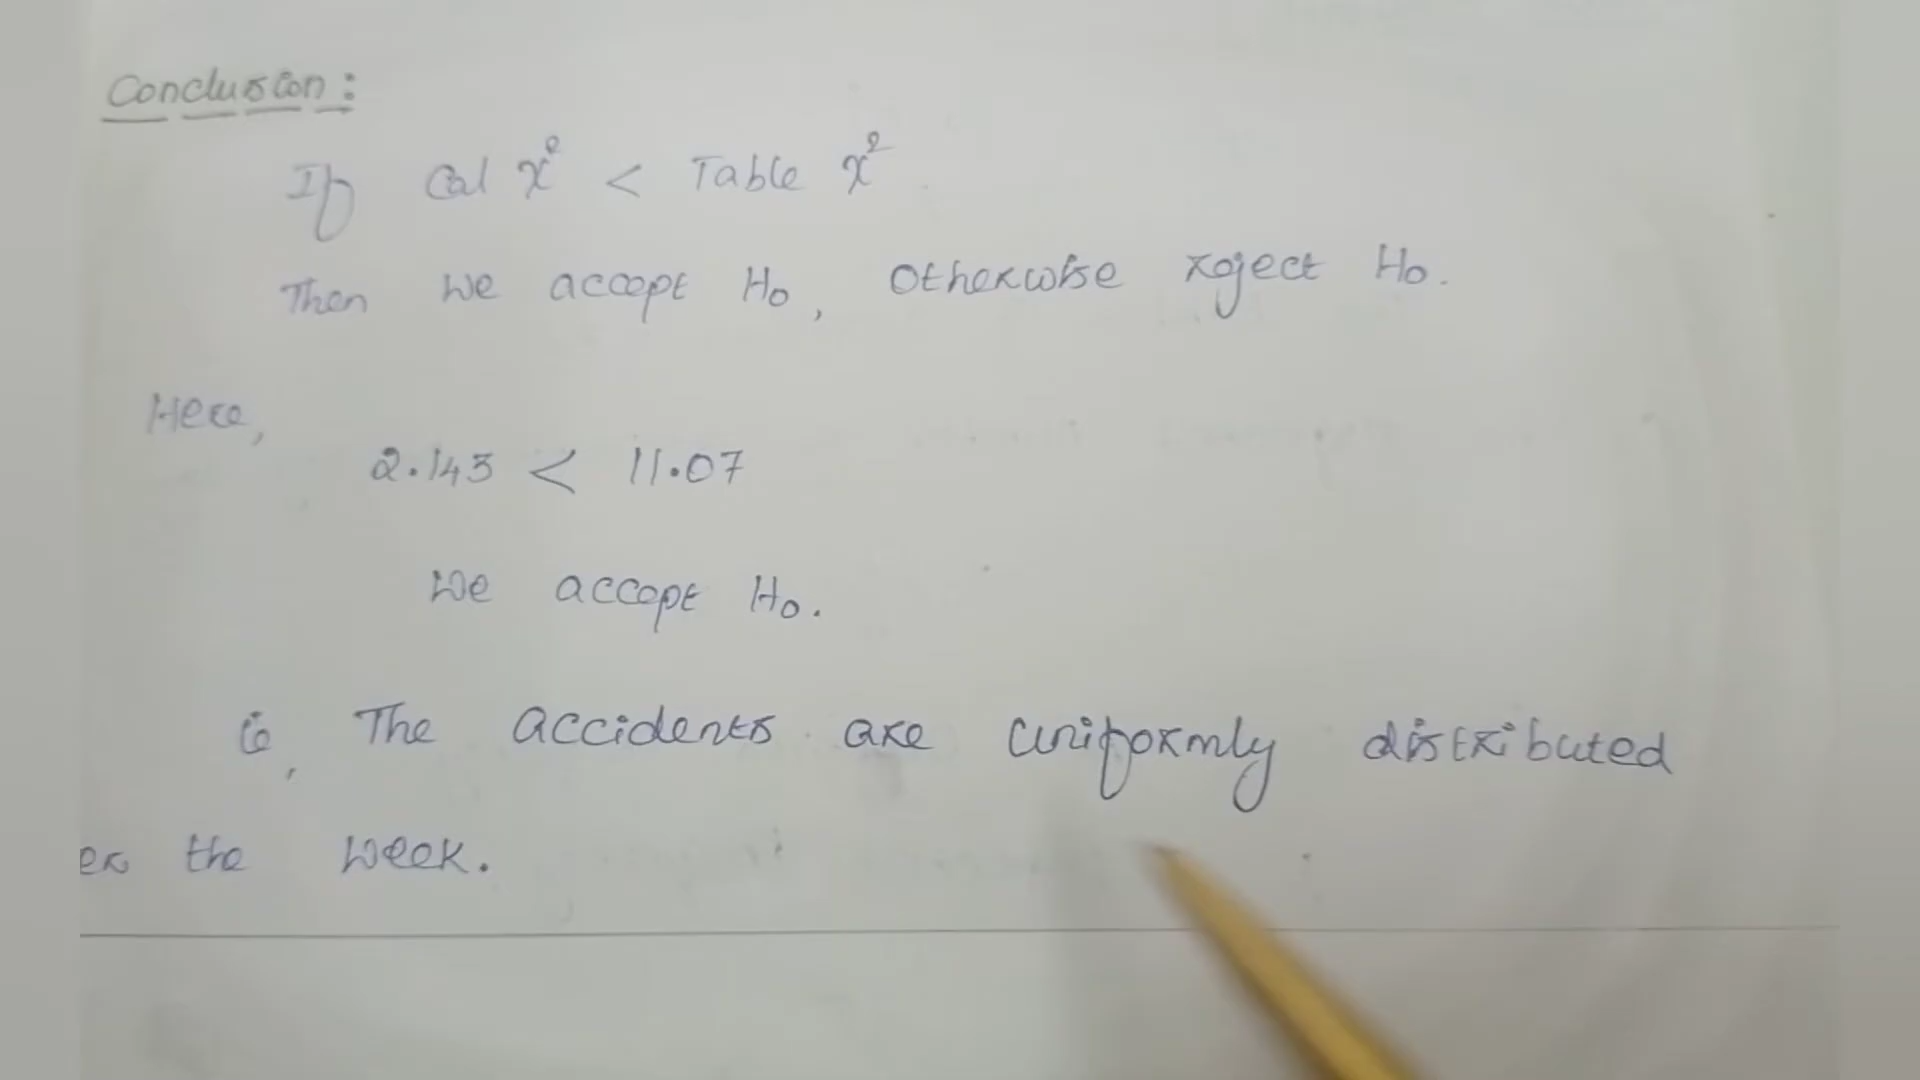 Conclusion:
If Cal χ² < Table χ²
Then we accept H₀, Otherwise reject H₀.
Here,
2.143 < 11.07
We accept H₀.
ie, The accidents are uniformly distributed
the week.